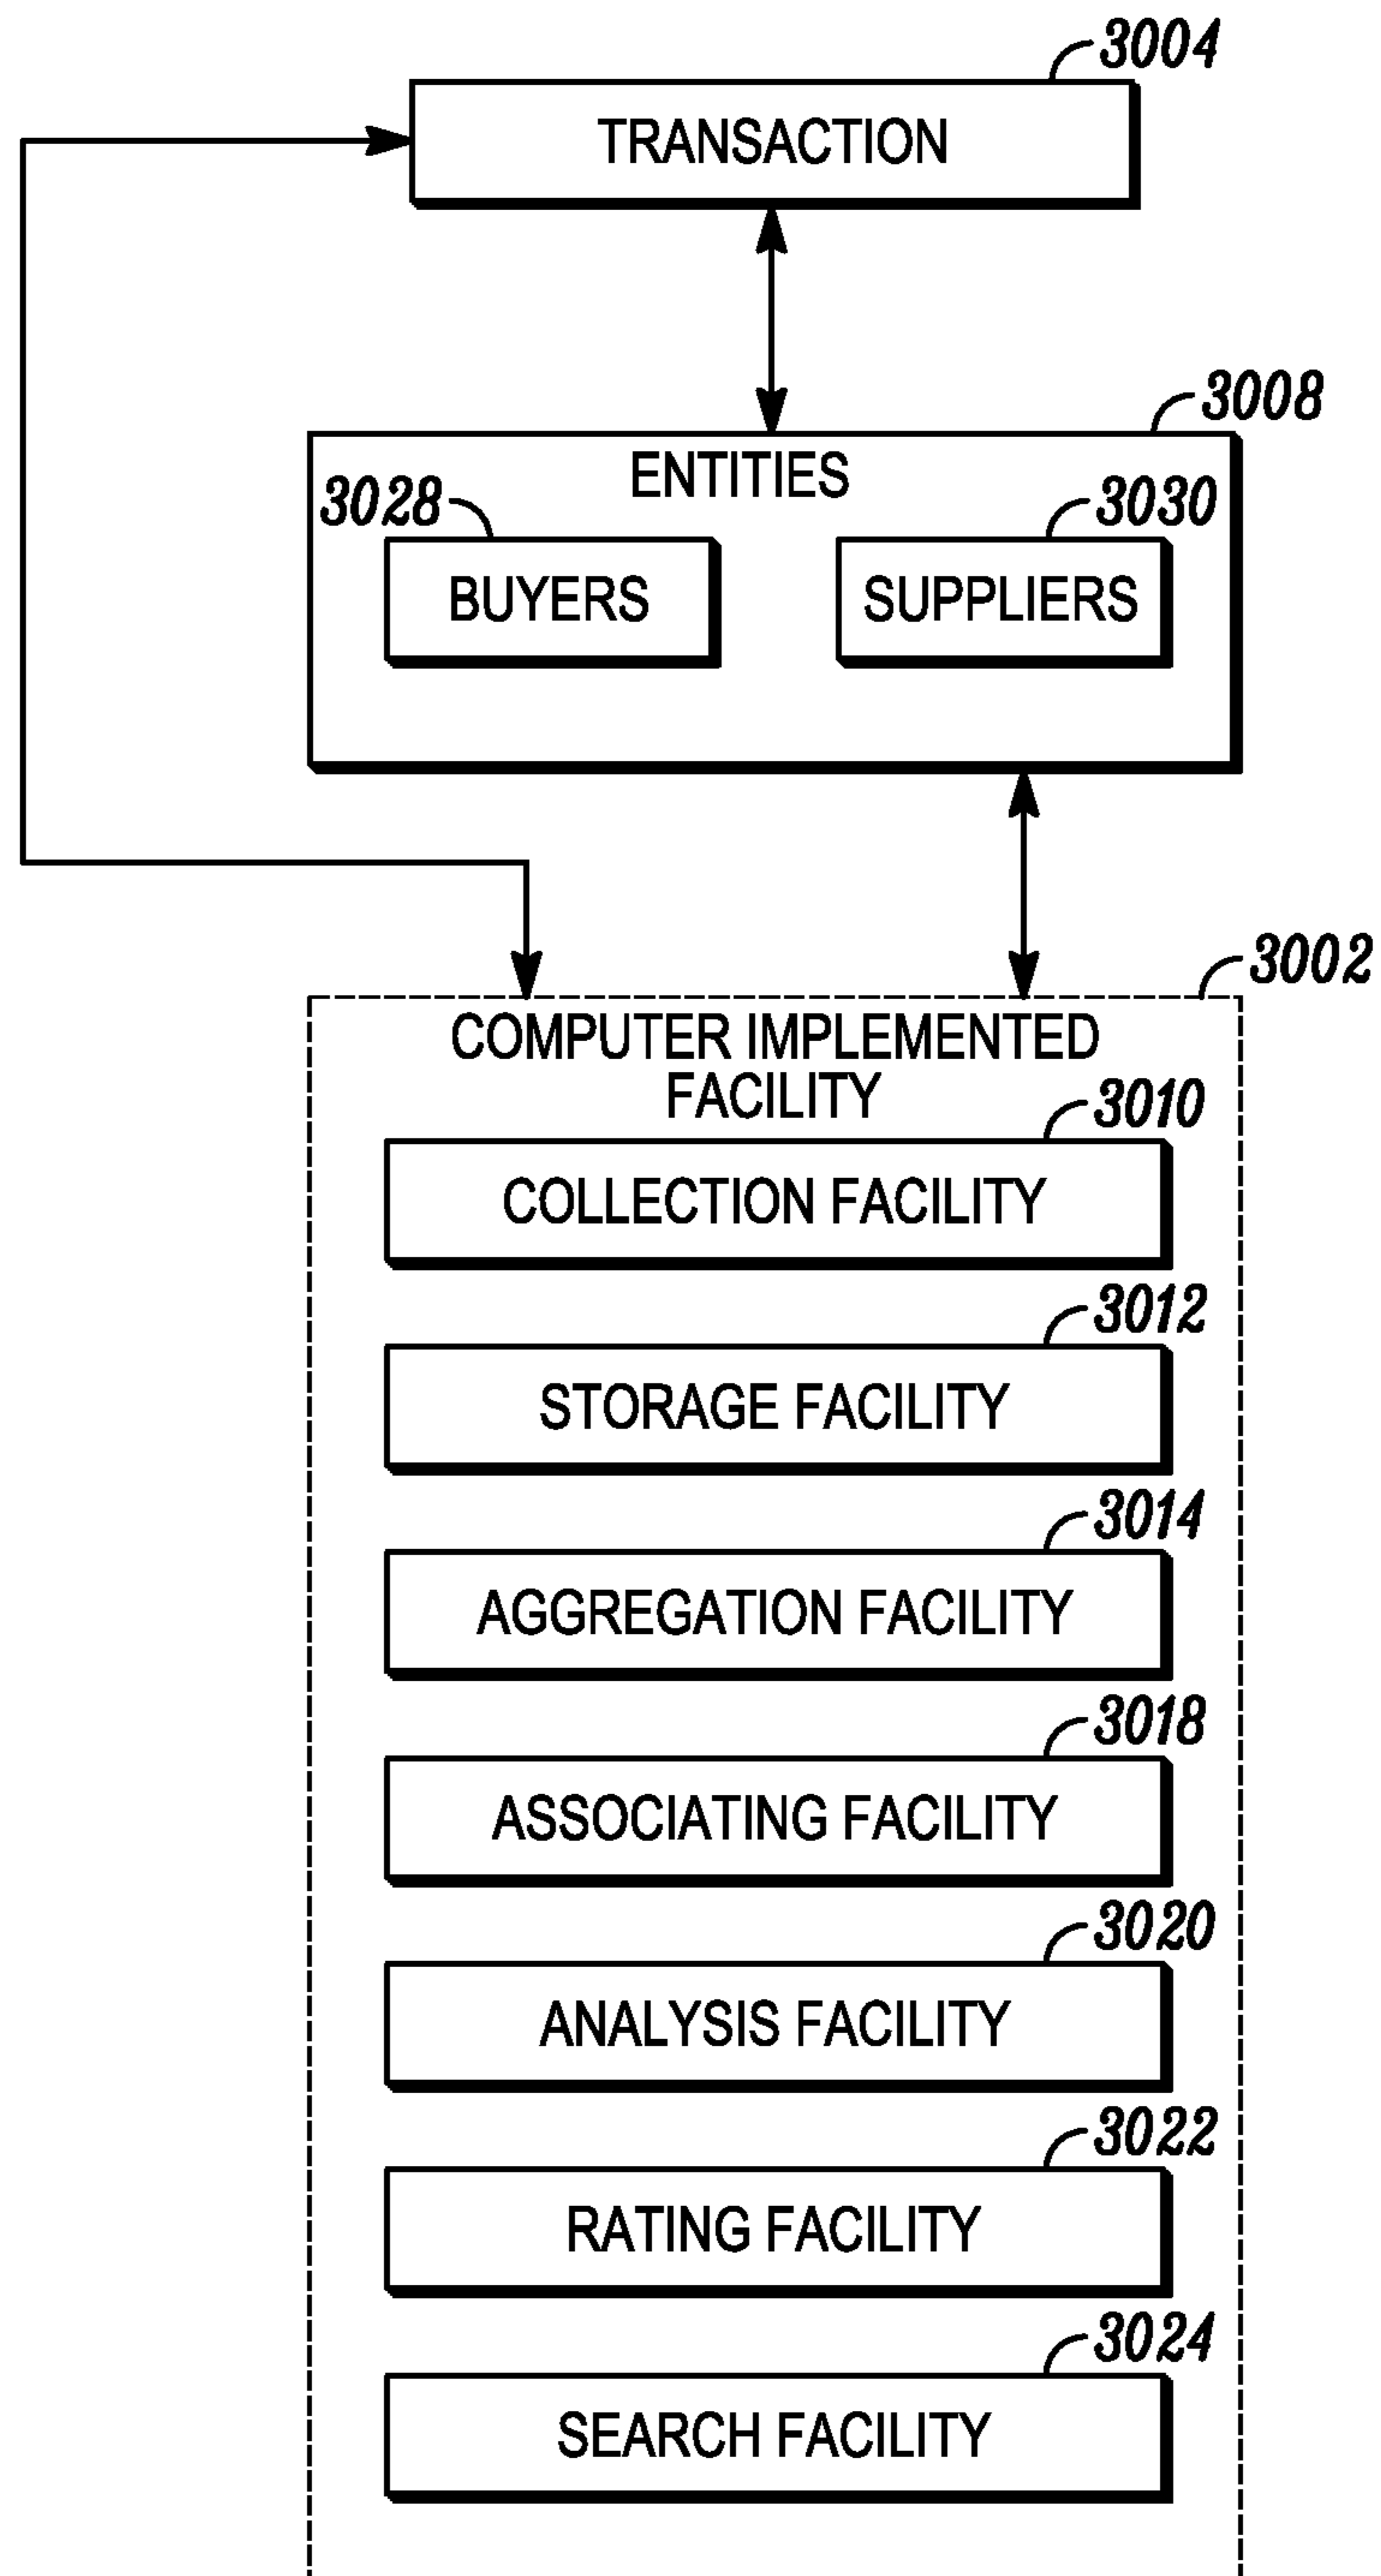 3004
TRANSACTION
3008
ENTITIES
3028
3030
BUYERS
SUPPLIERS
3002
COMPUTER IMPLEMENTED
FACILITY
3010
COLLECTION FACILITY
3012
STORAGE FACILITY
3014
AGGREGATION FACILITY
3018
ASSOCIATING FACILITY
3020
ANALYSIS FACILITY
3022
RATING FACILITY
3024
SEARCH FACILITY